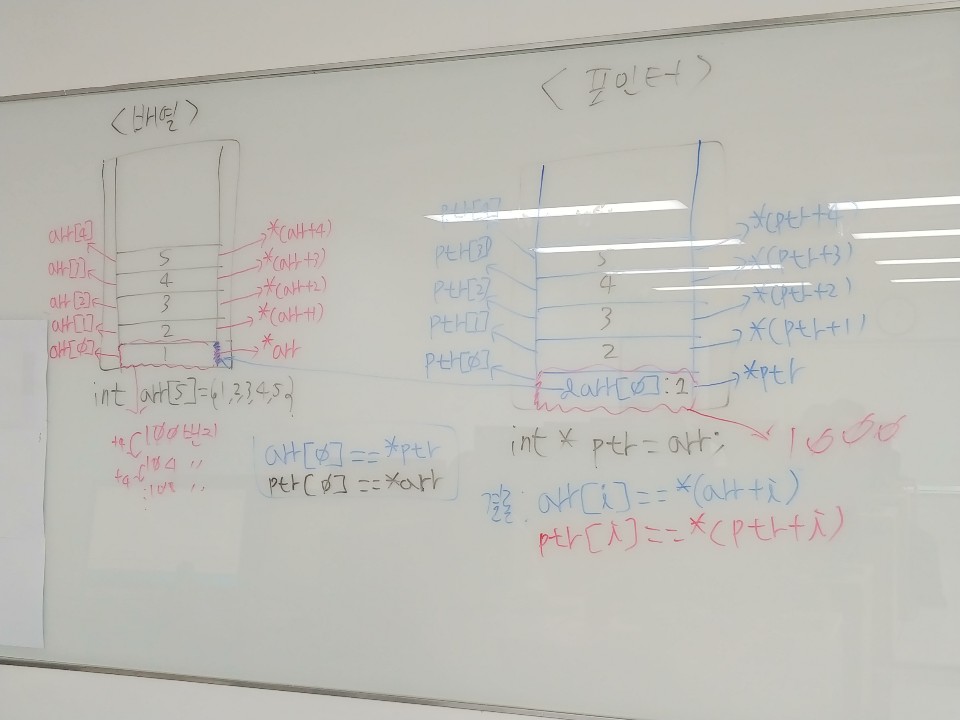 <배열>
arr[4] 5 *(arr+4)
arr[3] 4 *(arr+3)
arr[2] 3 *(arr+2)
arr[1] 2 *(arr+1)
arr[0] 1 *arr
int arr[5]={1,2,3,4,5}
+4 100번지
+4 104 〃
108 〃
arr[0]==*ptr
ptr[0]==*arr
<포인터>
ptr[4] 5 *(ptr+4)
ptr[3] 4 *(ptr+3)
ptr[2] 3 *(ptr+2)
ptr[1] 2 *(ptr+1)
ptr[0] arr[0]:2 *ptr
int * ptr = arr;
결론: arr[i]==*(arr+i)
ptr[i]==*(ptr+i)